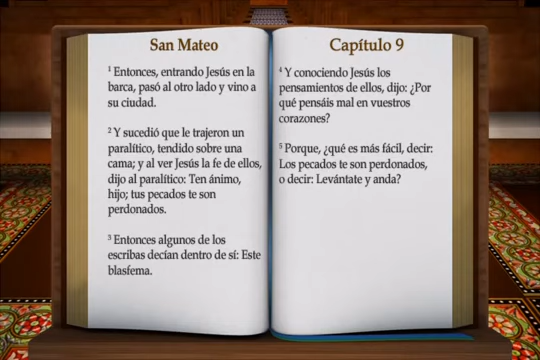 San Mateo
1 Entonces, entrando Jesús en la
barca, pasó al otro lado y vino a
su ciudad.
2 Y sucedió que le trajeron un
paralítico, tendido sobre una
cama; y al ver Jesús la fe de ellos,
dijo al paralítico: Ten ánimo,
hijo; tus pecados te son
perdonados.
3 Entonces algunos de los
escribas decían dentro de sí: Este
blasfema.
Capítulo 9
4 Y conociendo Jesús los
pensamientos de ellos, dijo: ¿Por
qué pensáis mal en vuestros
corazones?
5 Porque, ¿qué es más fácil, decir:
Los pecados te son perdonados,
o decir: Levántate y anda?